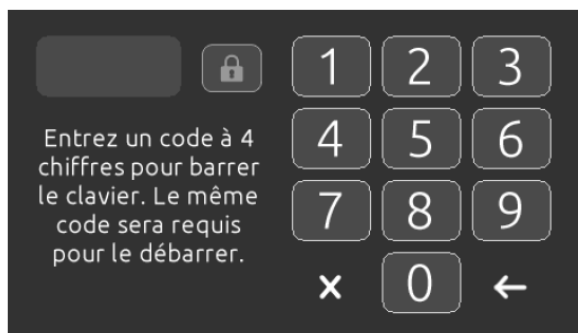 1 2 3
Entrez un code à 4
chiffres pour barrer
le clavier. Le même
code sera requis
pour le débarrer.
4 5 6
7 8 9
× 0 ←